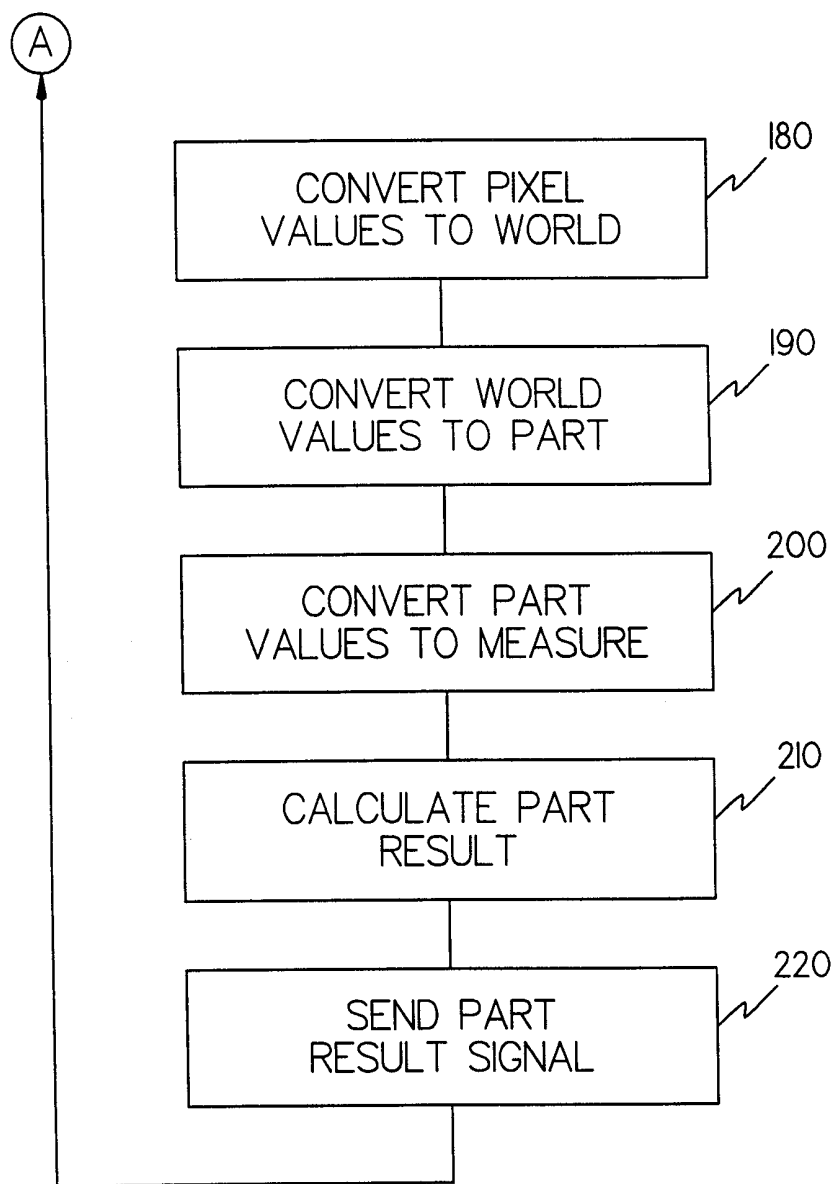 A
180
CONVERT PIXEL
VALUES TO WORLD
190
CONVERT WORLD
VALUES TO PART
200
CONVERT PART
VALUES TO MEASURE
210
CALCULATE PART
RESULT
220
SEND PART
RESULT SIGNAL